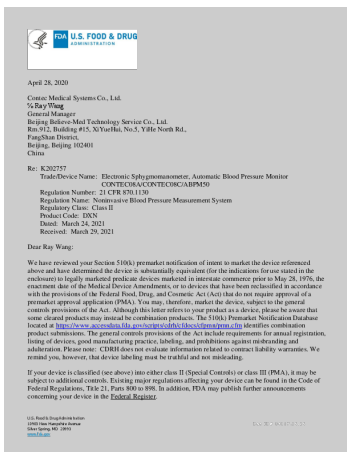 FDA U.S. FOOD & DRUG
ADMINISTRATION
April 28, 2020
Contec Medical Systems Co., Ltd.
℅ Ray Wang
General Manager
Beijing Believe-Med Technology Service Co., Ltd.
Rm.912, Building #15, XiYueHui, No.5, YiHe North Rd.,
FangShan District,
Beijing, Beijing 102401
China
Re: K202757
Trade/Device Name: Electronic Sphygmomanometer, Automatic Blood Pressure Monitor
CONTEC08A/CONTEC08C/ABPM50
Regulation Number: 21 CFR 870.1130
Regulation Name: Noninvasive Blood Pressure Measurement System
Regulatory Class: Class II
Product Code: DXN
Dated: March 24, 2021
Received: March 29, 2021
Dear Ray Wang:
We have reviewed your Section 510(k) premarket notification of intent to market the device referenced
above and have determined the device is substantially equivalent (for the indications for use stated in the
enclosure) to legally marketed predicate devices marketed in interstate commerce prior to May 28, 1976, the
enactment date of the Medical Device Amendments, or to devices that have been reclassified in accordance
with the provisions of the Federal Food, Drug, and Cosmetic Act (Act) that do not require approval of a
premarket approval application (PMA). You may, therefore, market the device, subject to the general
controls provisions of the Act. Although this letter refers to your product as a device, please be aware that
some cleared products may instead be combination products. The 510(k) Premarket Notification Database
located at https://www.accessdata.fda.gov/scripts/cdrh/cfdocs/cfpmn/pmn.cfm identifies combination
product submissions. The general controls provisions of the Act include requirements for annual registration,
listing of devices, good manufacturing practice, labeling, and prohibitions against misbranding and
adulteration. Please note: CDRH does not evaluate information related to contract liability warranties. We
remind you, however, that device labeling must be truthful and not misleading.
If your device is classified (see above) into either class II (Special Controls) or class III (PMA), it may be
subject to additional controls. Existing major regulations affecting your device can be found in the Code of
Federal Regulations, Title 21, Parts 800 to 898. In addition, FDA may publish further announcements
concerning your device in the Federal Register.
U.S. Food & Drug Administration
10903 New Hampshire Avenue
Silver Spring, MD 20993
www.fda.gov